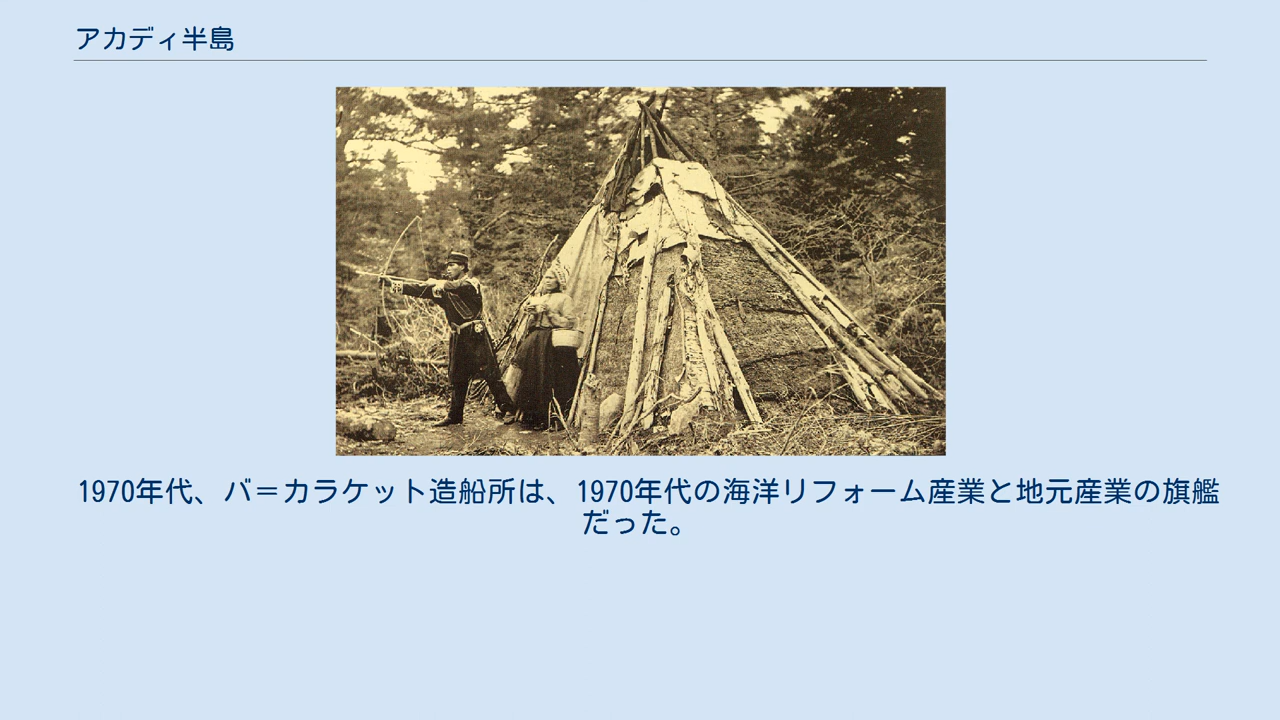 アカディ半島
1970年代、バ＝カラケット造船所は、1970年代の海洋リフォーム産業と地元産業の旗艦
だった。